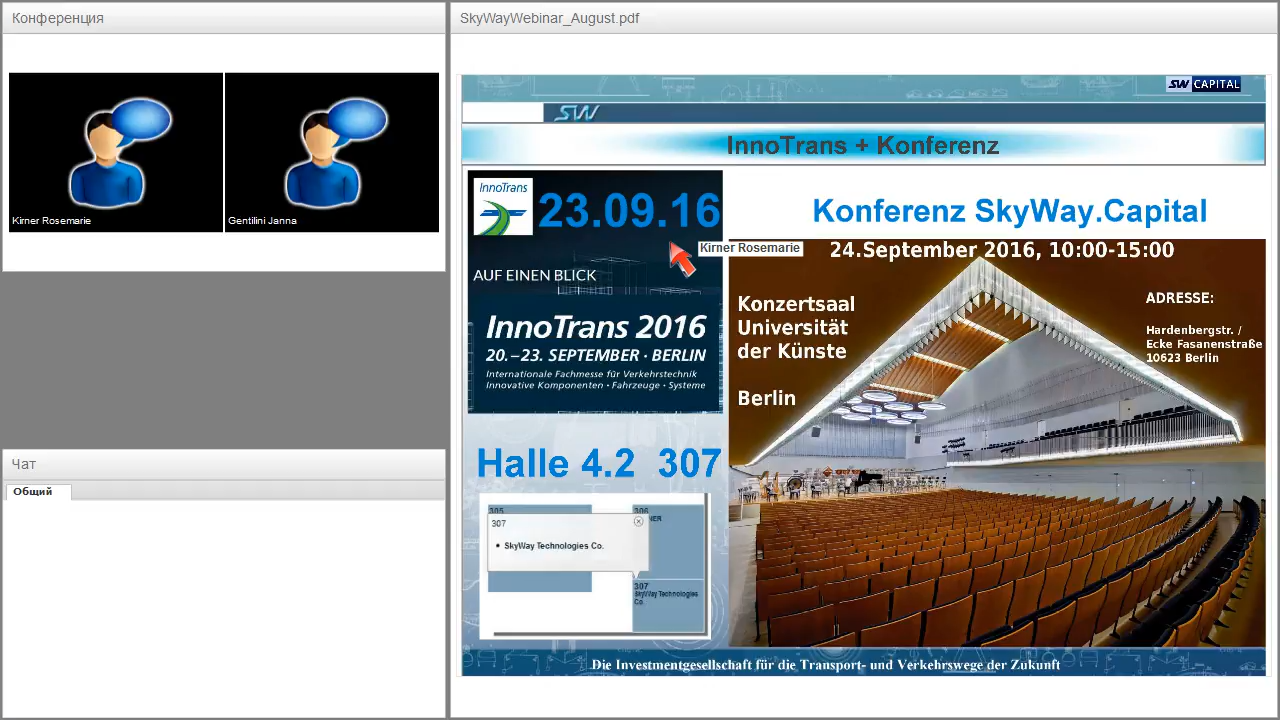 Конференция
Kirner Rosemarie
Gentilini Janna
Чат
Общий
SkyWayWebinar_August.pdf
SW CAPITAL
SW
InnoTrans + Konferenz
InnoTrans
23.09.16
Kirner Rosemarie
AUF EINEN BLICK
InnoTrans 2016
20.–23. SEPTEMBER · BERLIN
Internationale Fachmesse für Verkehrstechnik
Innovative Komponenten · Fahrzeuge · Systeme
Halle 4.2 307
305
306
NER
307
• SkyWay Technologies Co.
307
SkyWay Technologies
Co.
Konferenz SkyWay.Capital
24.September 2016, 10:00-15:00
Konzertsaal
Universität
der Künste
Berlin
ADRESSE:
Hardenbergstr. /
Ecke Fasanenstraße
10623 Berlin
Die Investmentgesellschaft für die Transport- und Verkehrswege der Zukunft